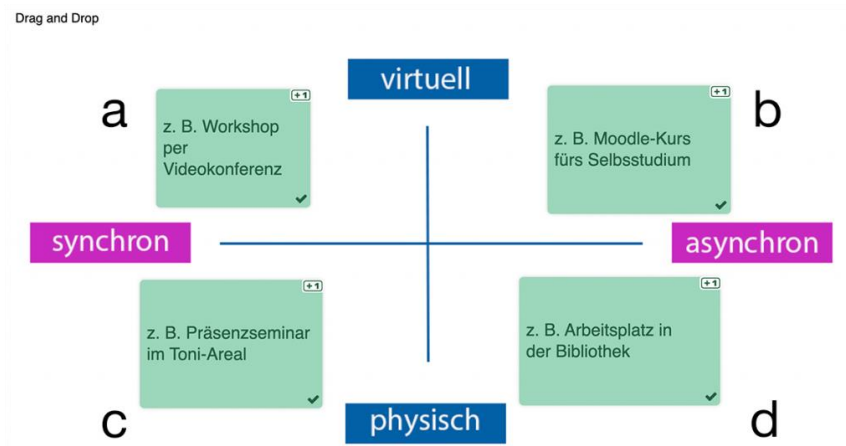 Drag and Drop
virtuell
a
+1
z. B. Workshop
per
Videokonferenz
+1
z. B. Moodle-Kurs
fürs Selbsstudium
b
synchron
asynchron
+1
z. B. Präsenzseminar
im Toni-Areal
+1
z. B. Arbeitsplatz in
der Bibliothek
c
physisch
d